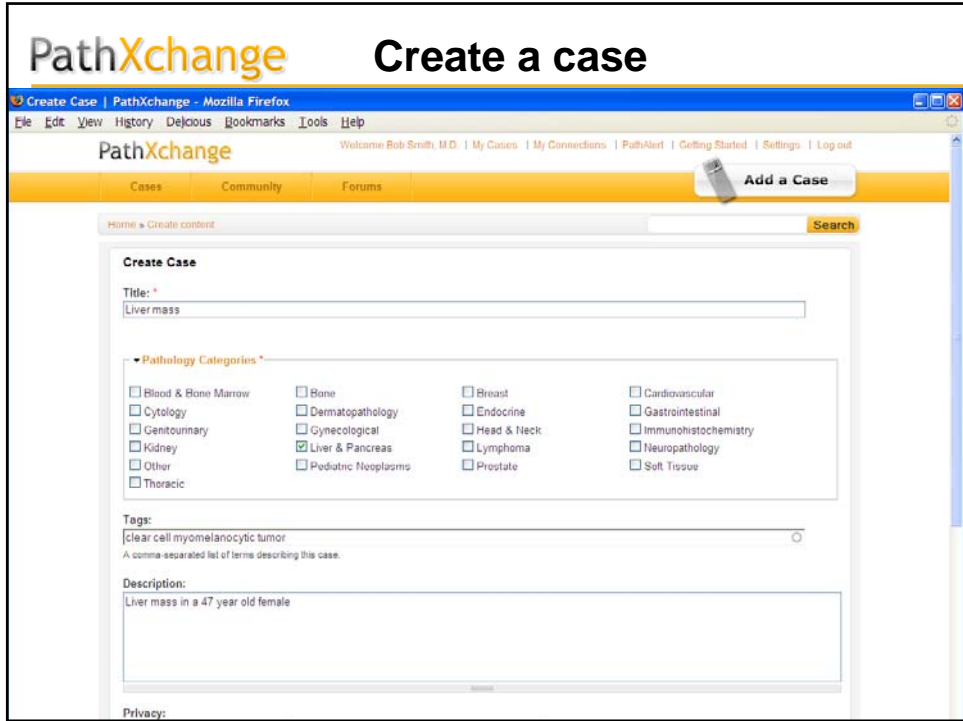 PathXchange Create a case
Create Case | PathXchange - Mozilla Firefox
File Edit View History Delicious Bookmarks Tools Help
PathXchange
Welcome Bob Smith, M.D. | My Cases | My Connections | PathAlert | Getting Started | Settings | Log out
Cases Community Forums Add a Case
Home » Create content Search
Create Case
Title: *
Liver mass
Pathology Categories *
Blood & Bone Marrow Bone Breast Cardiovascular
Cytology Dermatopathology Endocrine Gastrointestinal
Genitourinary Gynecological Head & Neck Immunohistochemistry
Kidney Liver & Pancreas Lymphoma Neuropathology
Other Pediatric Neoplasms Prostate Soft Tissue
Thoracic
Tags:
clear cell myomelanocytic tumor
A comma-separated list of terms describing this case.
Description:
Liver mass in a 47 year old female
Privacy: